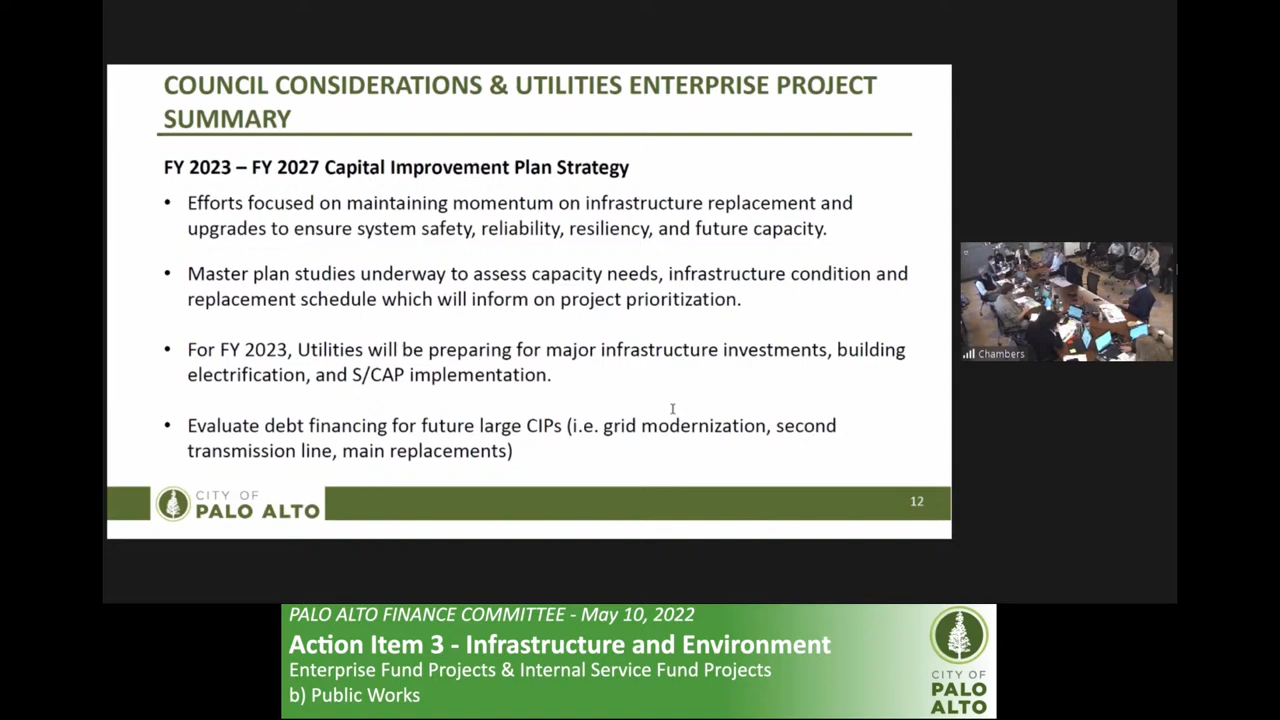 COUNCIL CONSIDERATIONS & UTILITIES ENTERPRISE PROJECT
SUMMARY
FY 2023 – FY 2027 Capital Improvement Plan Strategy
• Efforts focused on maintaining momentum on infrastructure replacement and
upgrades to ensure system safety, reliability, resiliency, and future capacity.
• Master plan studies underway to assess capacity needs, infrastructure condition and
replacement schedule which will inform on project prioritization.
• For FY 2023, Utilities will be preparing for major infrastructure investments, building
electrification, and S/CAP implementation.
• Evaluate debt financing for future large CIPs (i.e. grid modernization, second
transmission line, main replacements)
CITY OF
PALO ALTO
12
Chambers
PALO ALTO FINANCE COMMITTEE - May 10, 2022
Action Item 3 - Infrastructure and Environment
Enterprise Fund Projects & Internal Service Fund Projects
b) Public Works
CITY OF
PALO
ALTO